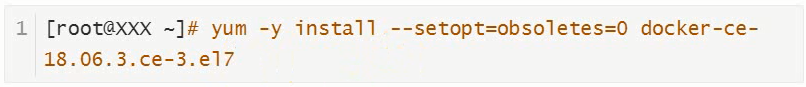 1 [root@XXX ~]# yum -y install --setopt=obsoletes=0 docker-ce-
18.06.3.ce-3.el7